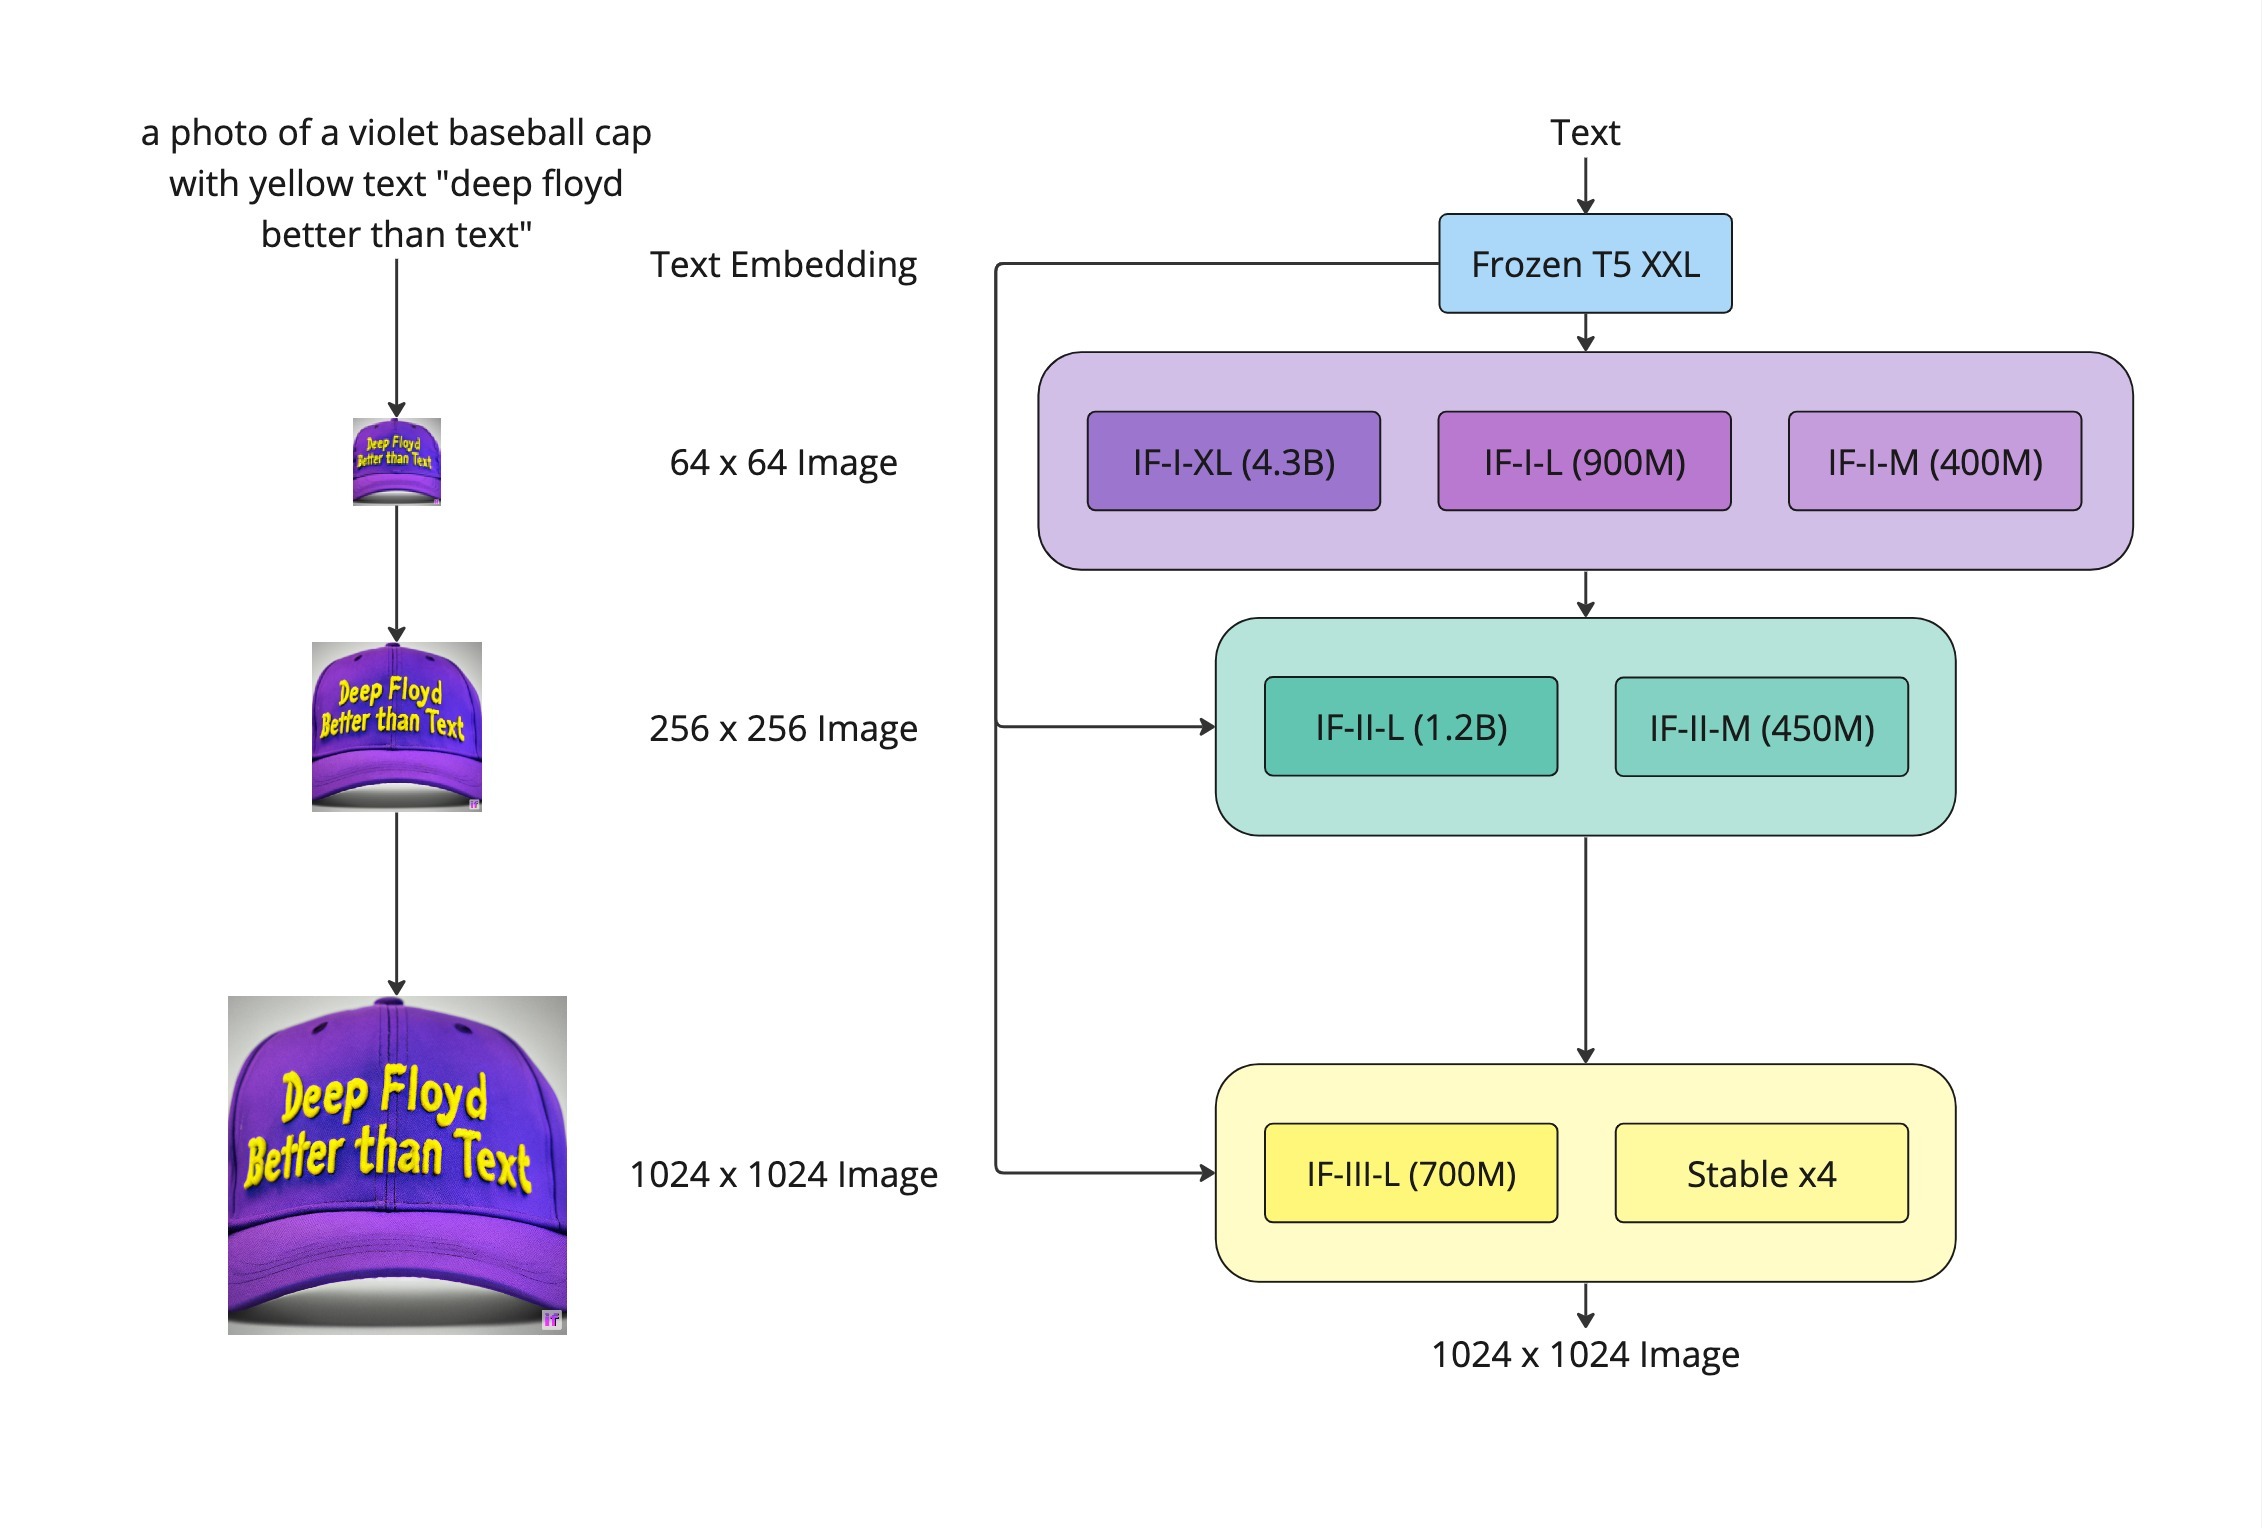 a photo of a violet baseball cap
with yellow text "deep floyd
better than text"
Text
Text Embedding
Frozen T5 XXL
Deep Floyd
Better than Text
64 x 64 Image
IF-I-XL (4.3B)
IF-I-L (900M)
IF-I-M (400M)
Deep Floyd
Better than Text
if
256 x 256 Image
IF-II-L (1.2B)
IF-II-M (450M)
Deep Floyd
Better than Text
if
1024 x 1024 Image
IF-III-L (700M)
Stable x4
1024 x 1024 Image